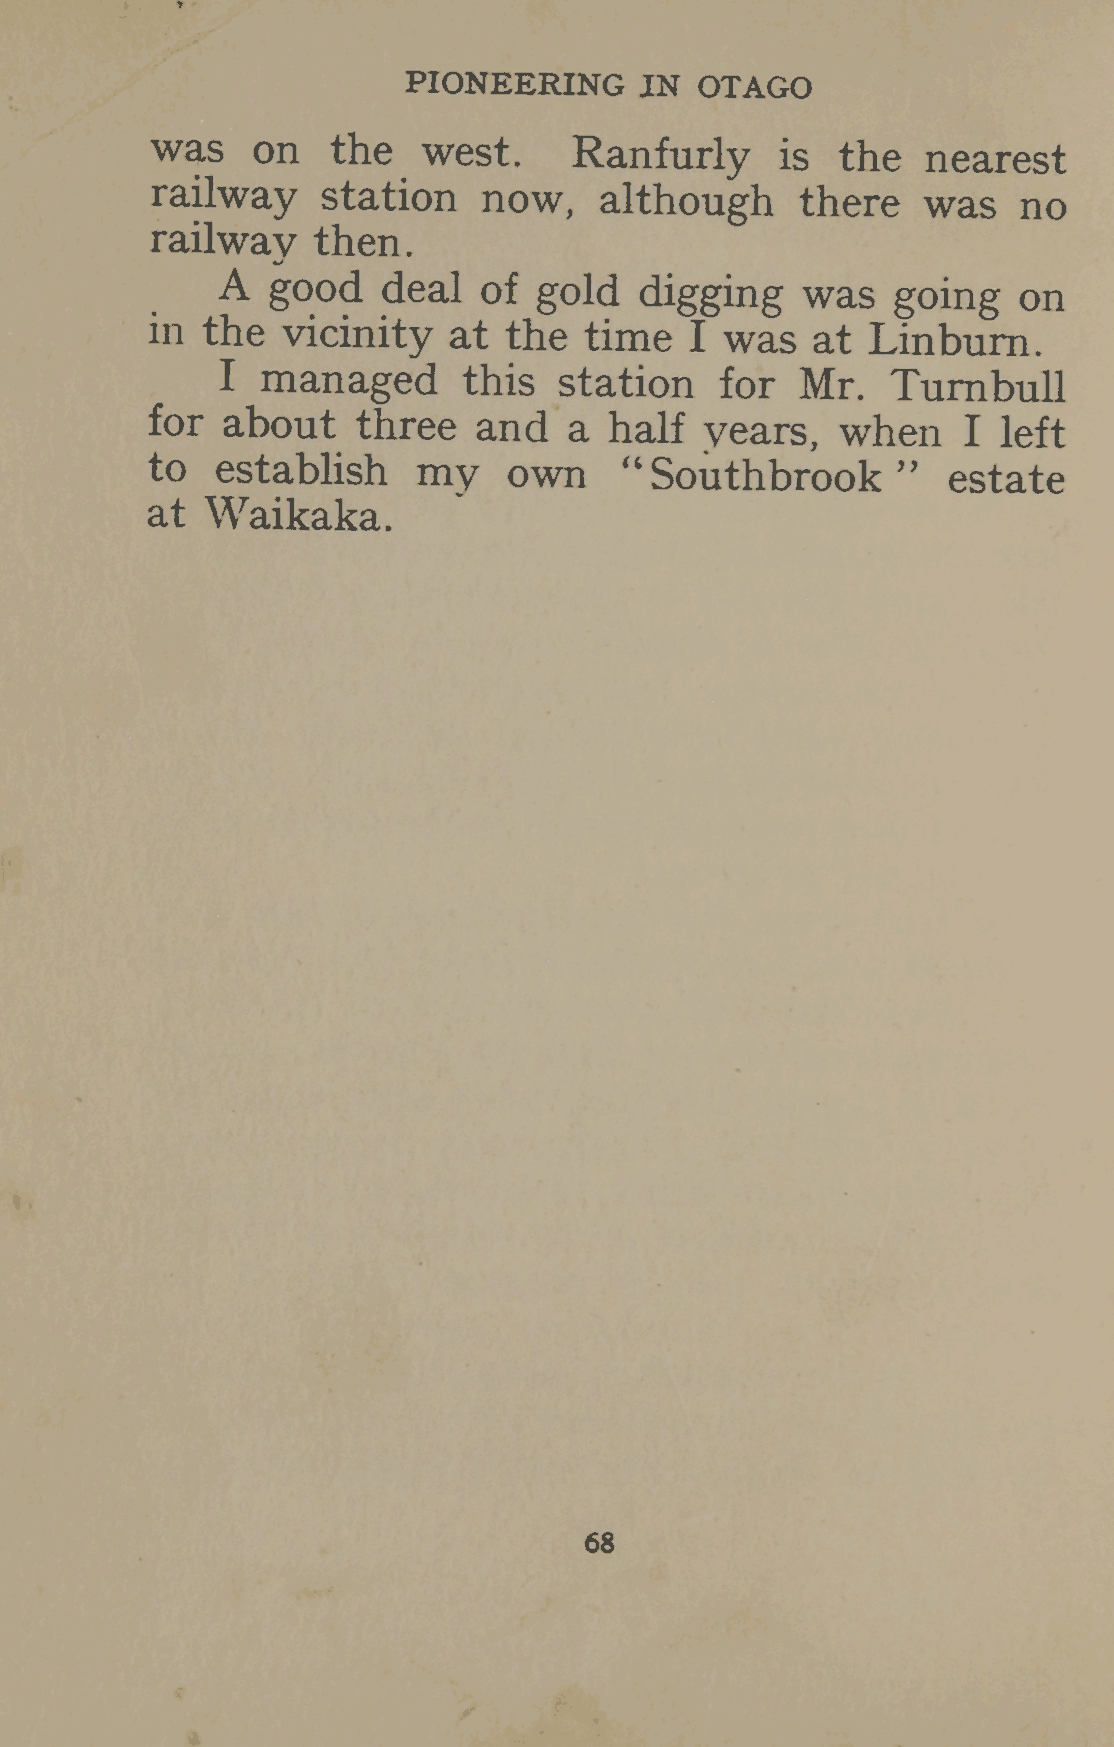 PIONEERING IN OTAGO
was on the west. Ranfurly is the nearest
railway station now, although there was no
railway then.
A good deal of gold digging was going on
in the vicinity at the time I was at Linburn.
I managed this station for Mr. Turnbull
for about three and a half years, when I left
to establish my own “Southbrook ” estate
at Waikaka.
68